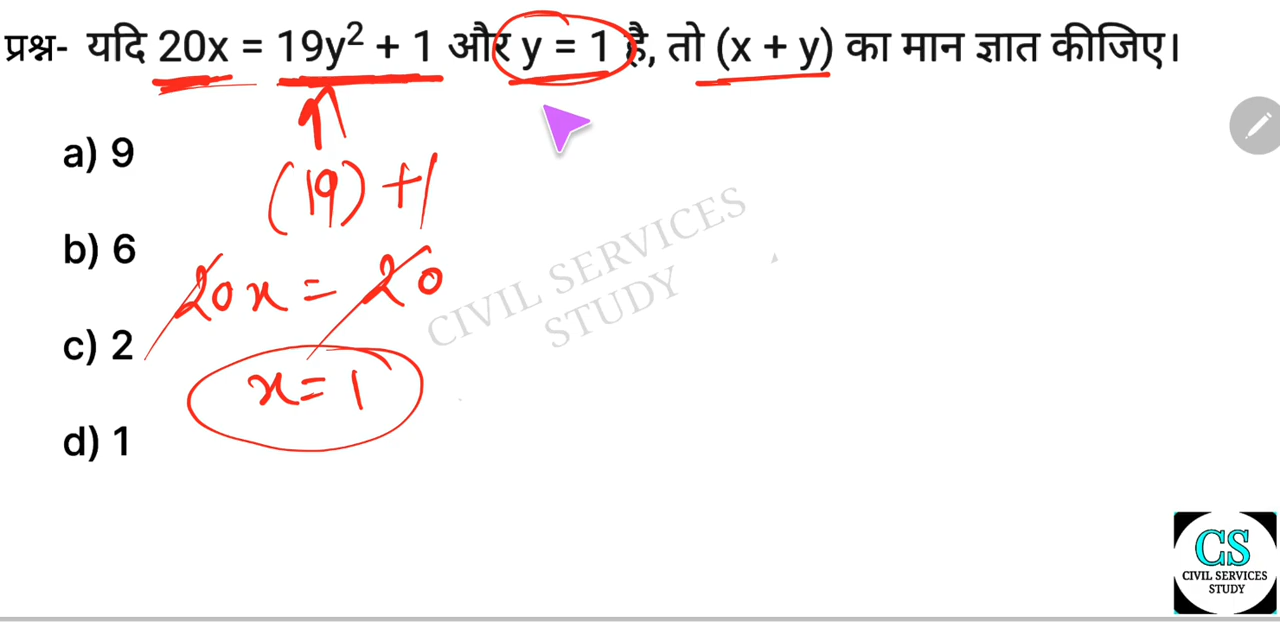 प्रश्न- यदि 20x = 19y² + 1 और y = 1 है, तो (x + y) का मान ज्ञात कीजिए।
a) 9
(19) + 1
b) 6
20x = 20
c) 2
x = 1
d) 1
CIVIL SERVICES
STUDY
CS
CIVIL SERVICES
STUDY